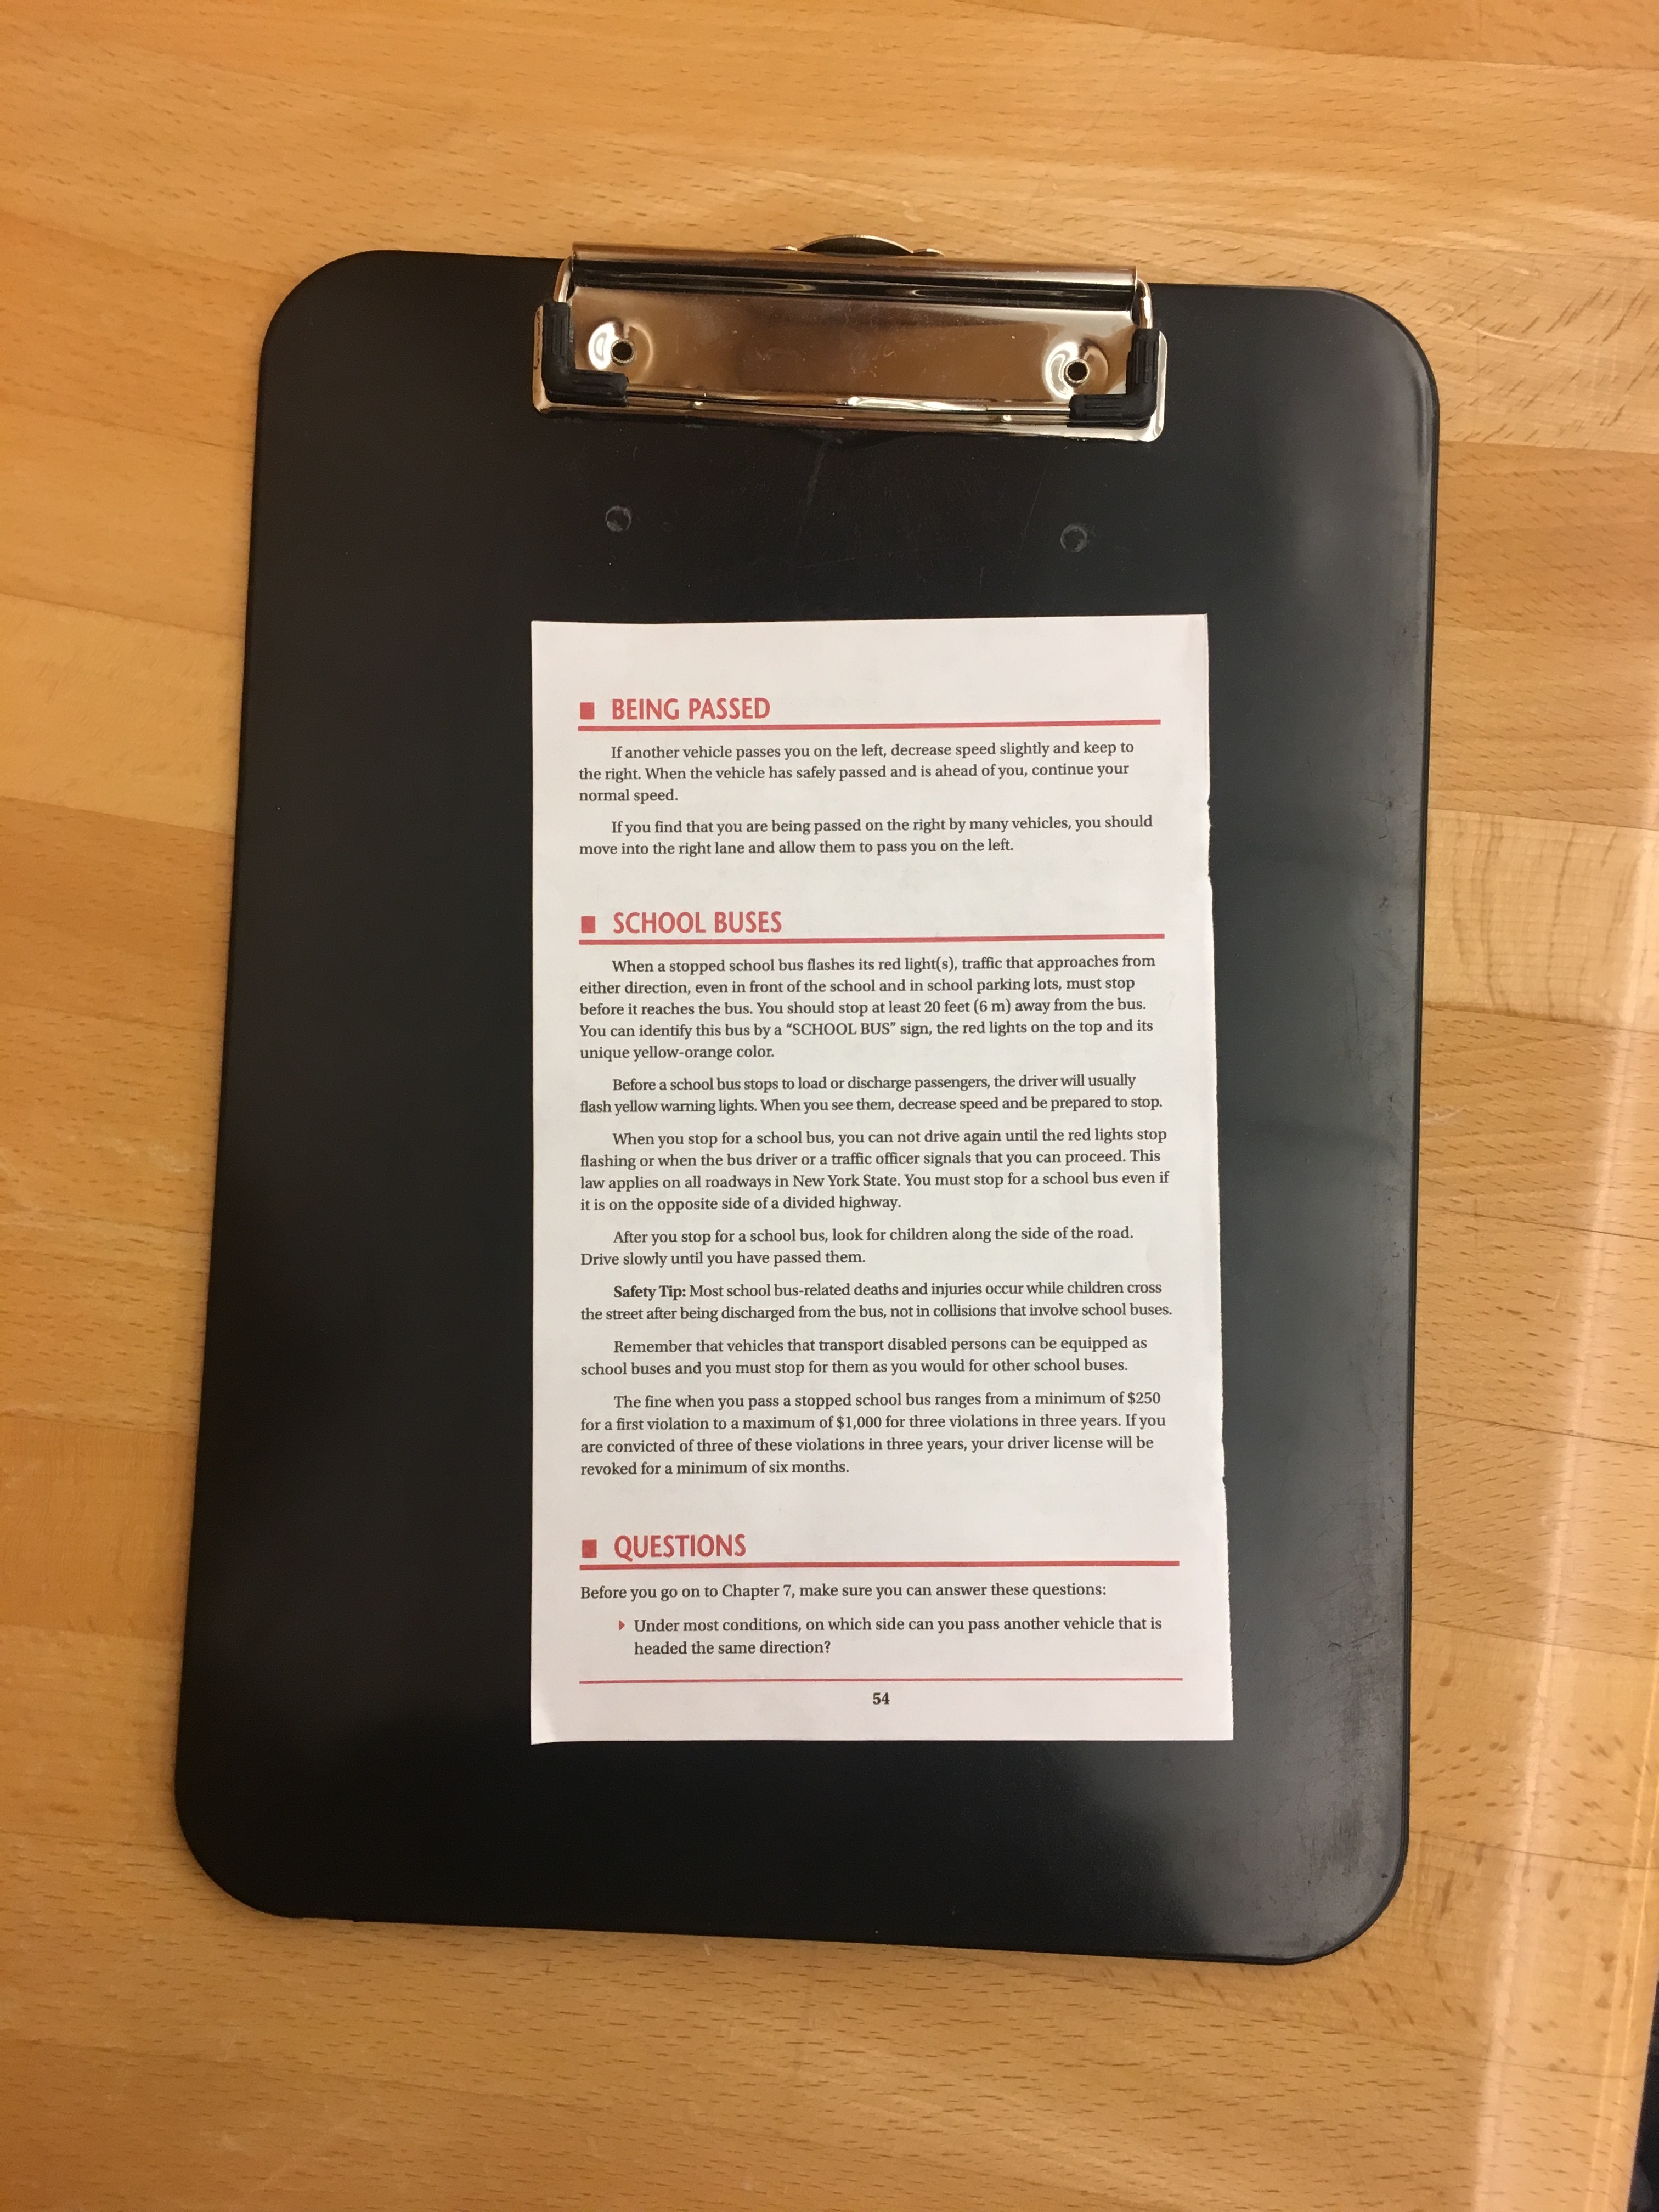 BEING PASSED
If another vehicle passes you on the left, decrease speed slightly and keep to
the right. When the vehicle has safely passed and is ahead of you, continue your
normal speed.
If you find that you are being passed on the right by many vehicles, you should
move into the right lane and allow them to pass you on the left.
SCHOOL BUSES
When a stopped school bus flashes its red light(s), traffic that approaches from
either direction, even in front of the school and in school parking lots, must stop
before it reaches the bus. You should stop at least 20 feet (6 m) away from the bus.
You can identify this bus by a “SCHOOL BUS” sign, the red lights on the top and its
unique yellow-orange color.
Before a school bus stops to load or discharge passengers, the driver will usually
flash yellow warning lights. When you see them, decrease speed and be prepared to stop.
When you stop for a school bus, you can not drive again until the red lights stop
flashing or when the bus driver or a traffic officer signals that you can proceed. This
law applies on all roadways in New York State. You must stop for a school bus even if
it is on the opposite side of a divided highway.
After you stop for a school bus, look for children along the side of the road.
Drive slowly until you have passed them.
Safety Tip: Most school bus-related deaths and injuries occur while children cross
the street after being discharged from the bus, not in collisions that involve school buses.
Remember that vehicles that transport disabled persons can be equipped as
school buses and you must stop for them as you would for other school buses.
The fine when you pass a stopped school bus ranges from a minimum of $250
for a first violation to a maximum of $1,000 for three violations in three years. If you
are convicted of three of these violations in three years, your driver license will be
revoked for a minimum of six months.
QUESTIONS
Before you go on to Chapter 7, make sure you can answer these questions:
Under most conditions, on which side can you pass another vehicle that is
headed the same direction?
54